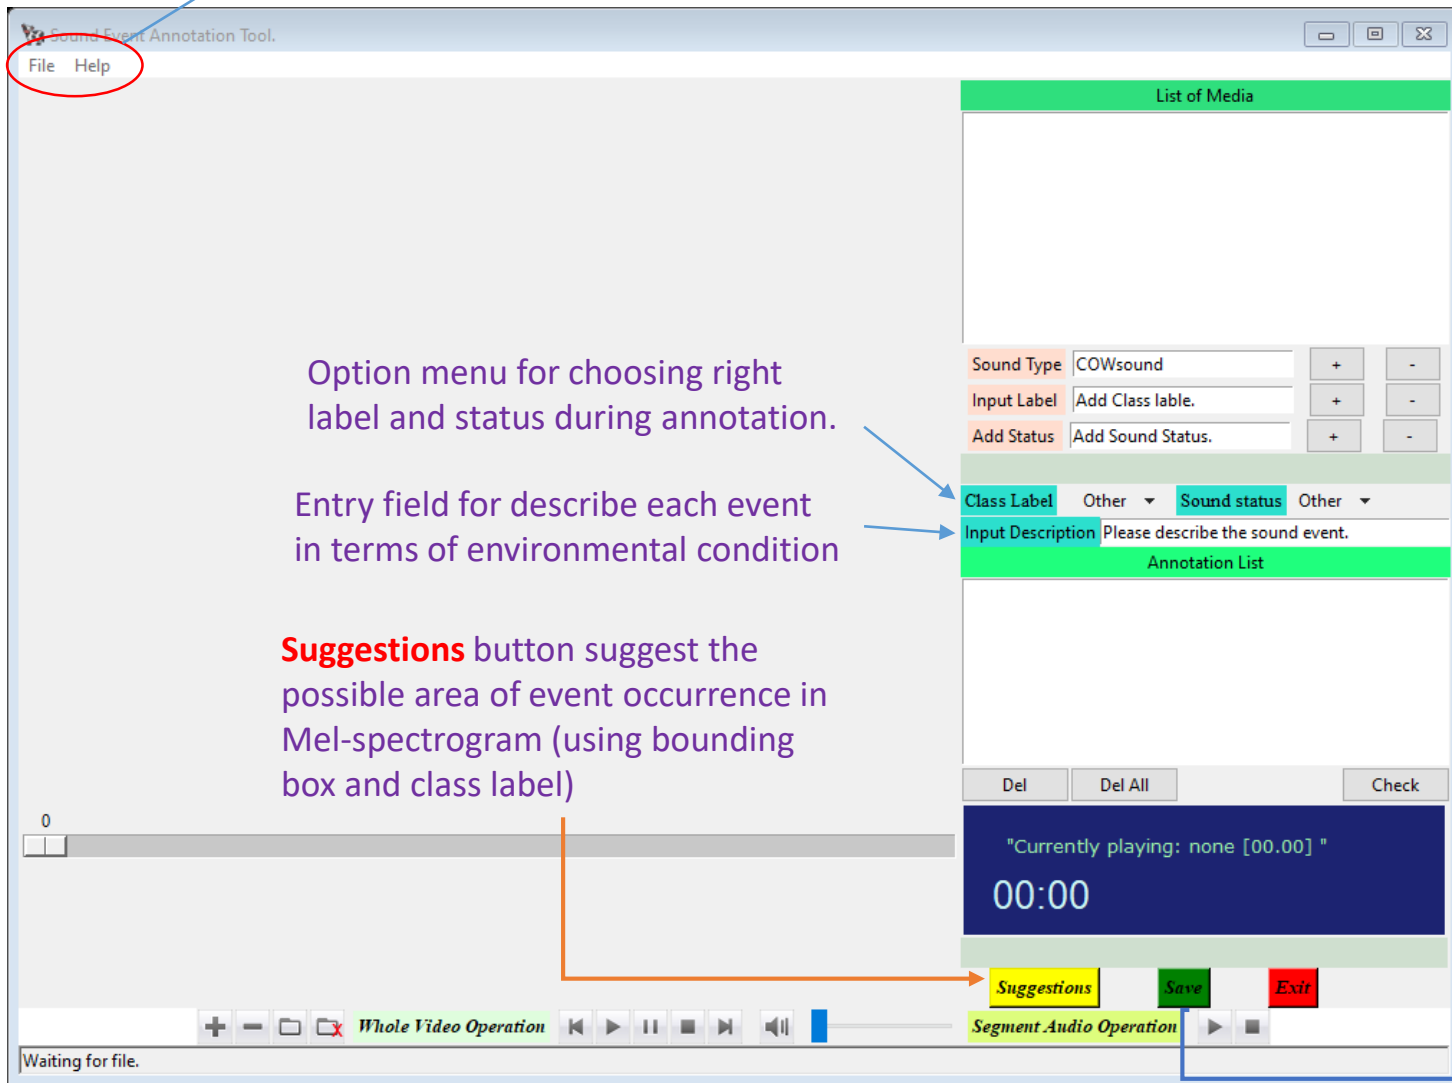 Sound Event Annotation Tool.
File Help
List of Media
Option menu for choosing right
label and status during annotation.
Sound Type COWsound + -
Input Label Add Class lable. + -
Add Status Add Sound Status. + -
Class Label Other Sound status Other
Entry field for describe each event
in terms of environmental condition
Input Description Please describe the sound event.
Annotation List
Suggestions button suggest the
possible area of event occurrence in
Mel-spectrogram (using bounding
box and class label)
Del Del All Check
0
"Currently playing: none [00.00] "
00:00
Suggestions Save Exit
Whole Video Operation Segment Audio Operation
Waiting for file.